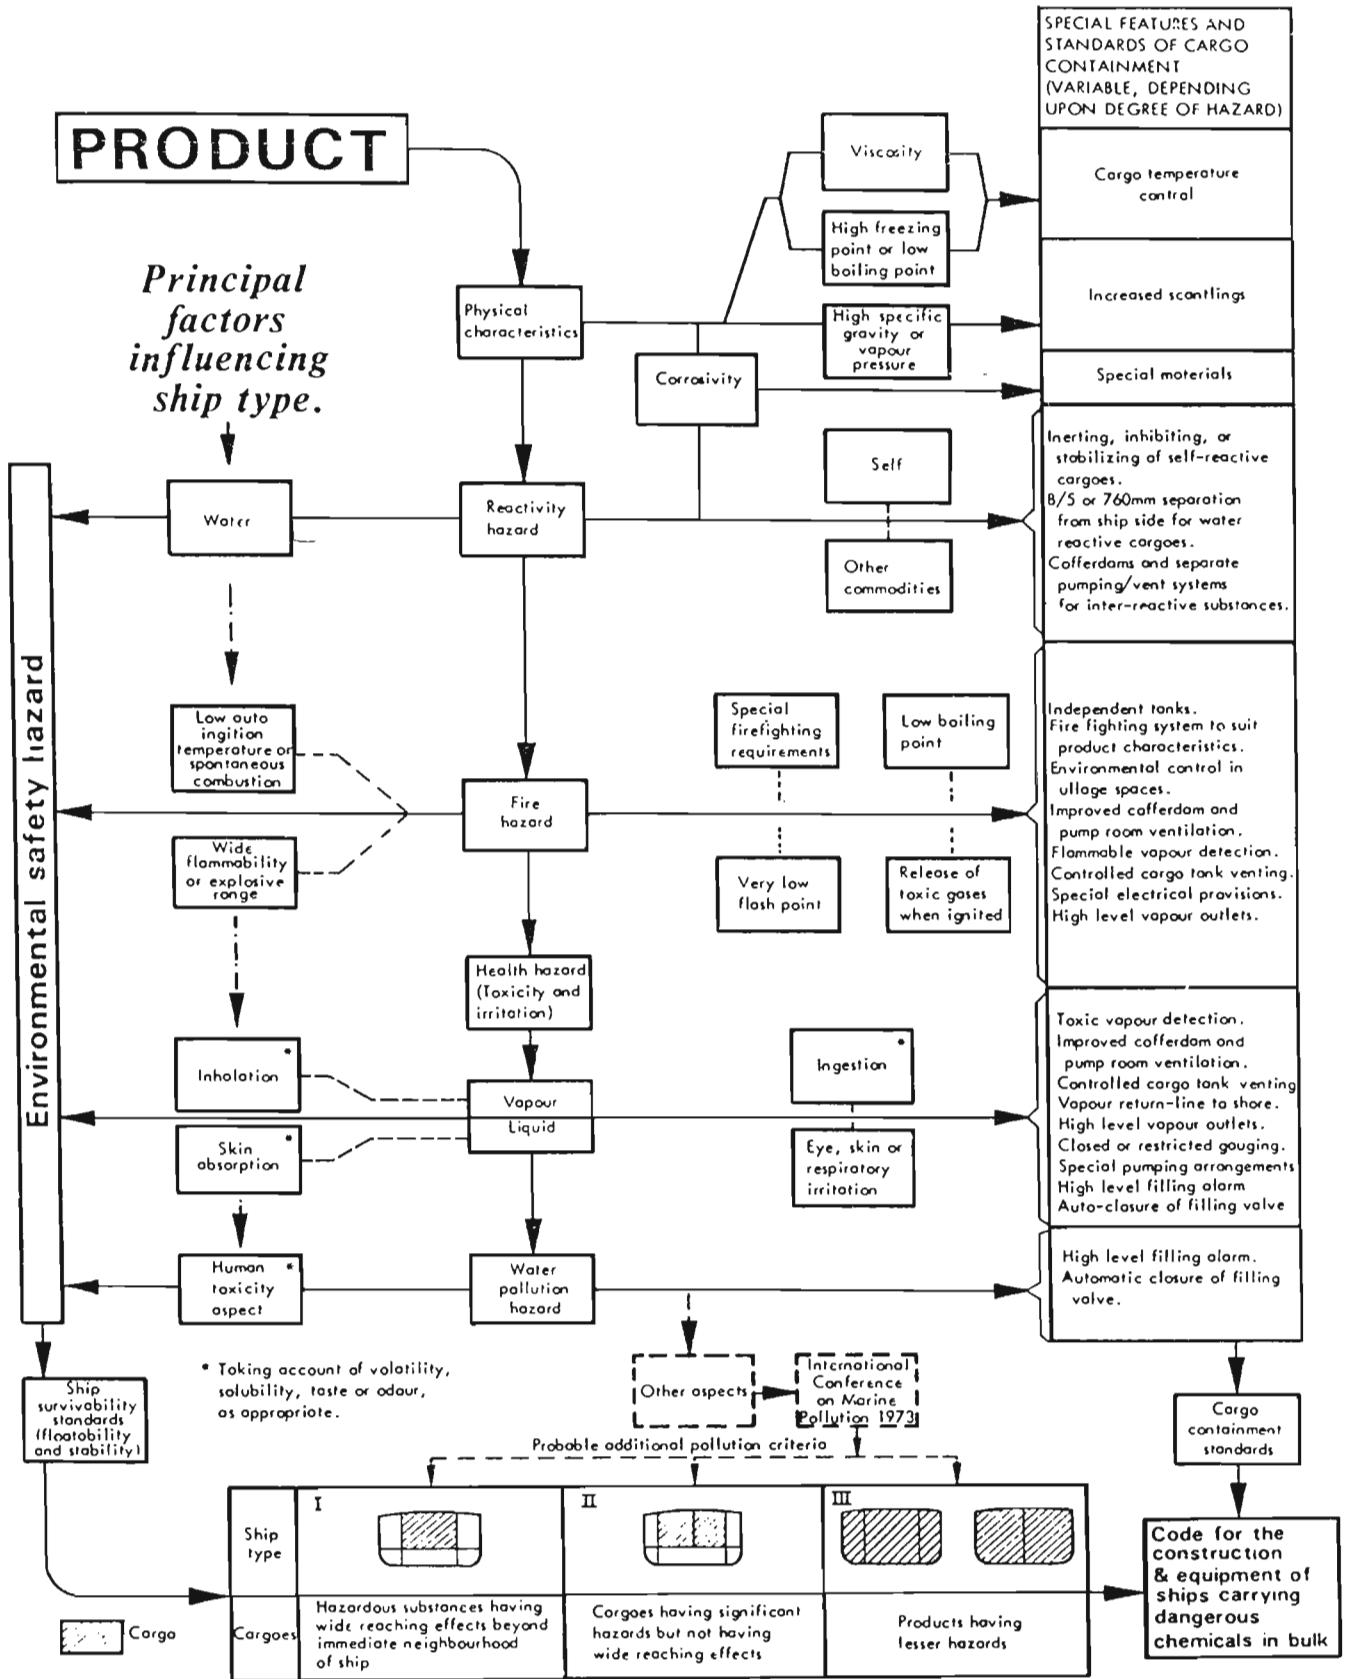 SPECIAL FEATURES AND
STANDARDS OF CARGO
CONTAINMENT
(VARIABLE, DEPENDING
UPON DEGREE OF HAZARD)
PRODUCT
Viscosity
Cargo temperature
control
High freezing
point or low
boiling point
Principal
factors
influencing
ship type.
Physical
characteristics
High specific
gravity or
vapour
pressure
Increased scantlings
Corrosivity
Special materials
Water
Reactivity
hazard
Self
Other
commodities
Inerting, inhibiting, or
stabilizing of self-reactive
cargoes.
B/5 or 760mm separation
from ship side for water
reactive cargoes.
Cofferdams and separate
pumping/vent systems
for inter-reactive substances.
Environmental safety hazard
Low auto
ingition
temperature or
spontaneous
combustion
Wide
flammability
or explosive
range
Fire
hazard
Special
firefighting
requirements
Low boiling
point
Very low
flash point
Release of
toxic gases
when ignited
Independent tanks.
Fire fighting system to suit
product characteristics.
Environmental control in
ullage spaces.
Improved cofferdam and
pump room ventilation.
Flammable vapour detection.
Controlled cargo tank venting.
Special electrical provisions.
High level vapour outlets.
Health hazard
(Toxicity and
irritation)
Inhalation *
Skin *
absorption
Vapour
Liquid
Ingestion *
Eye, skin or
respiratory
irritation
Toxic vapour detection.
Improved cofferdam and
pump room ventilation.
Controlled cargo tank venting
Vapour return-line to shore.
High level vapour outlets.
Closed or restricted gauging.
Special pumping arrangements
High level filling alarm
Auto-closure of filling valve
Human *
toxicity
aspect
Water
pollution
hazard
High level filling alarm.
Automatic closure of filling
valve.
* Taking account of volatility,
solubility, taste or odour,
as appropriate.
Other aspects
International
Conference
on Marine
Pollution 1973
Ship
survivability
standards
(floatability
and stability)
Cargo
containment
standards
Probable additional pollution criteria
Ship
type
I
II
III
Cargoes
Hazardous substances having
wide reaching effects beyond
immediate neighbourhood
of ship
Cargoes having significant
hazards but not having
wide reaching effects
Products having
lesser hazards
Code for the
construction
& equipment of
ships carrying
dangerous
chemicals in bulk
Cargo